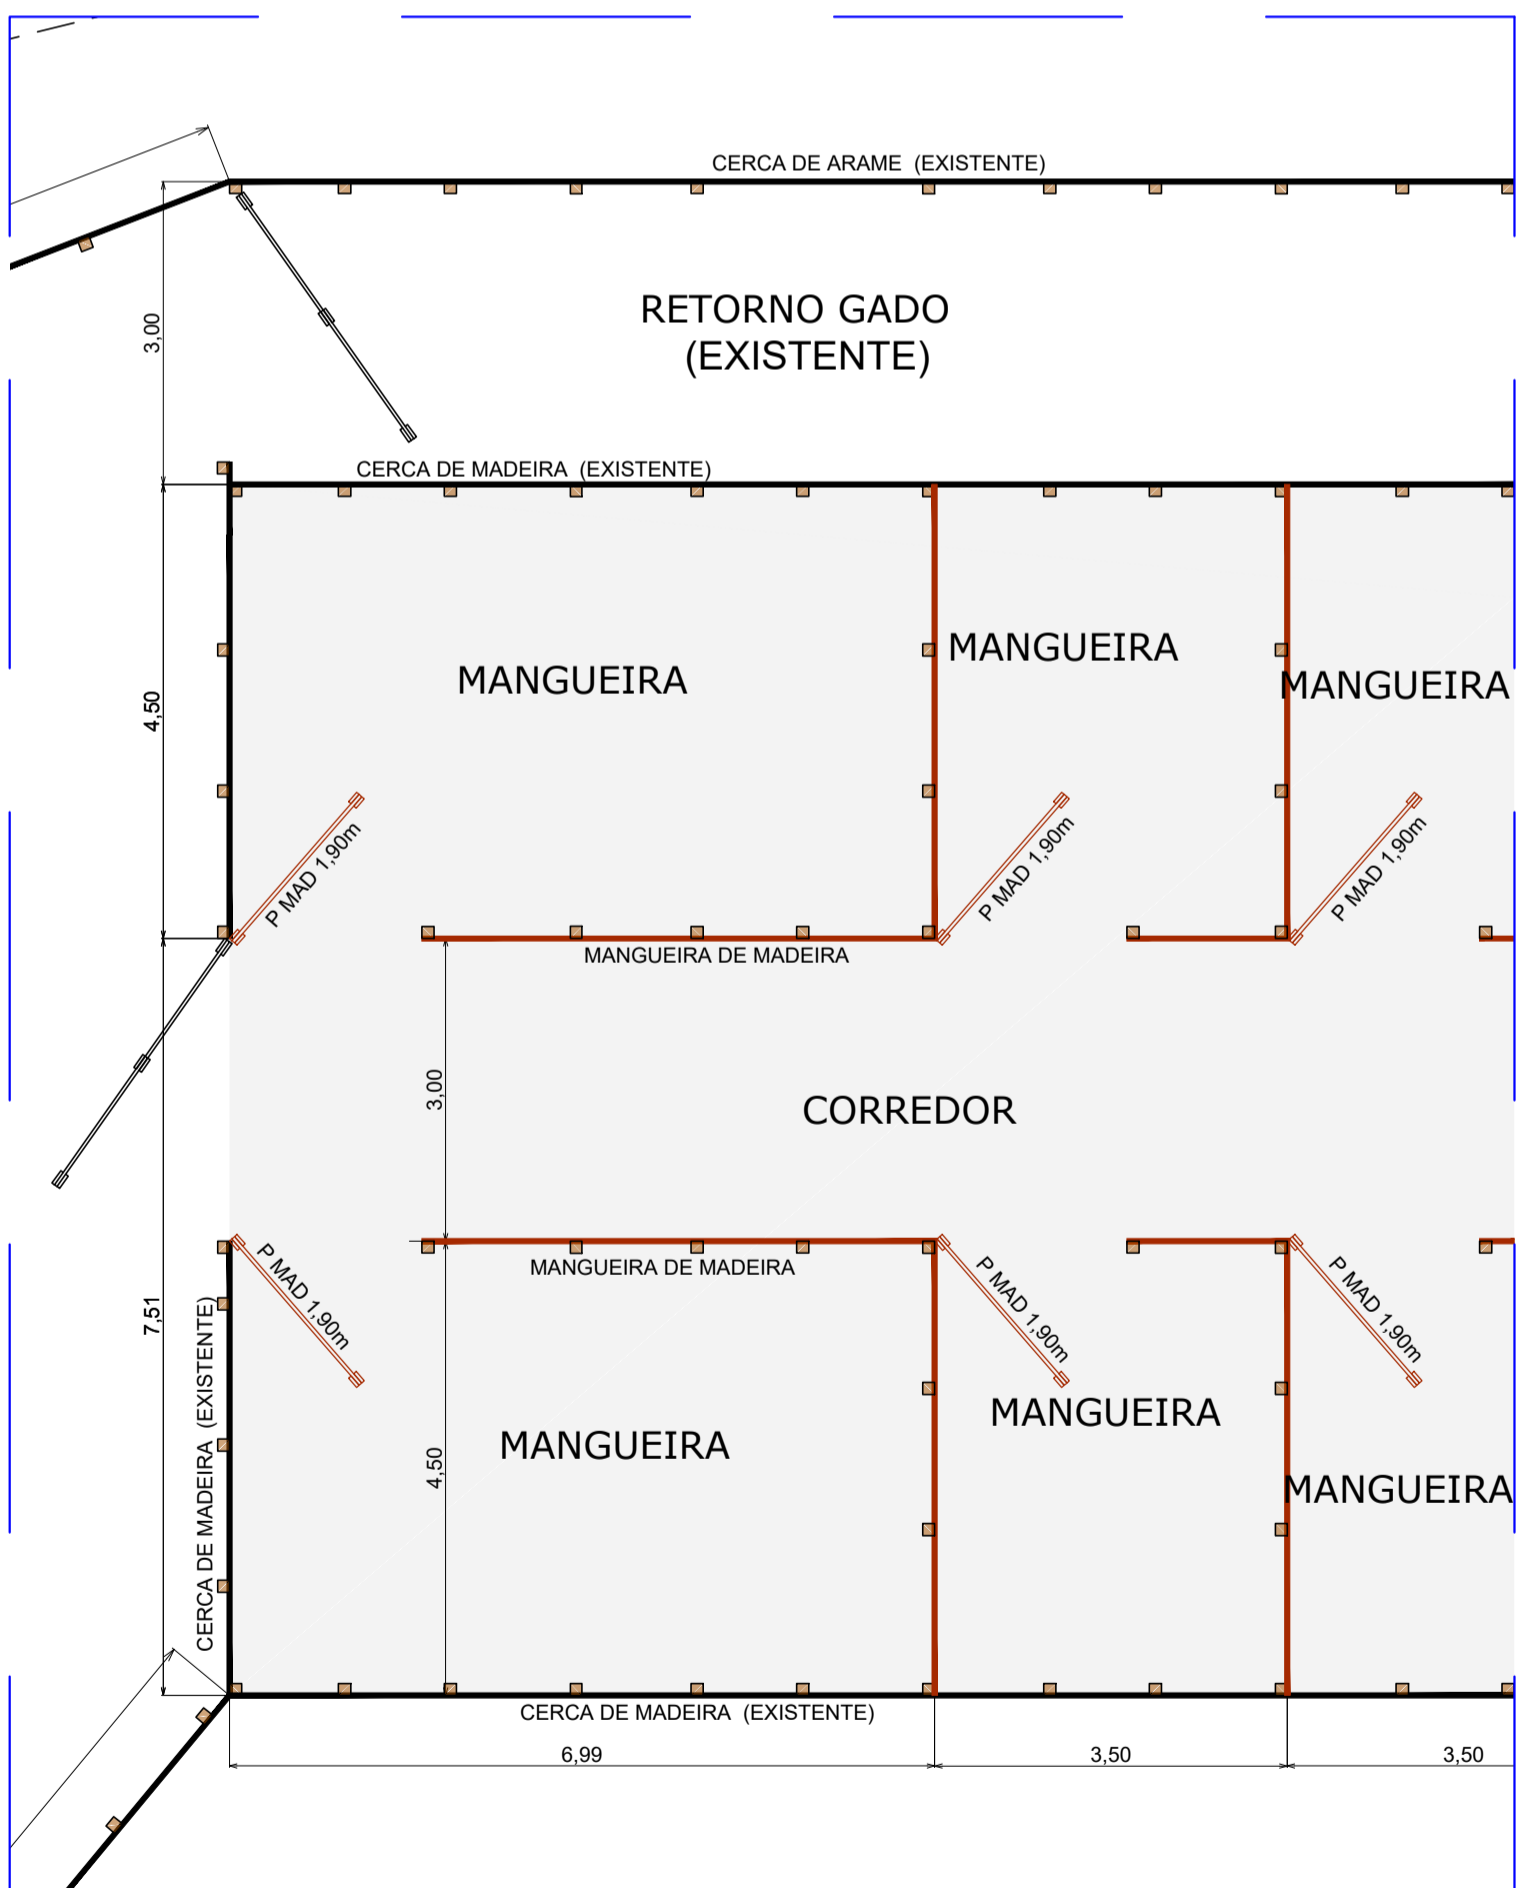 CERCA DE ARAME (EXISTENTE)
3,00
RETORNO GADO
(EXISTENTE)
CERCA DE MADEIRA (EXISTENTE)
4,50
MANGUEIRA
MANGUEIRA
MANGUEIRA
P MAD 1,90m
P MAD 1,90m
P MAD 1,90m
MANGUEIRA DE MADEIRA
3,00
CORREDOR
7,51
MANGUEIRA DE MADEIRA
P MAD 1,90m
P MAD 1,90m
P MAD 1,90m
CERCA DE MADEIRA (EXISTENTE)
4,50
MANGUEIRA
MANGUEIRA
MANGUEIRA
CERCA DE MADEIRA (EXISTENTE)
6,99
3,50
3,50